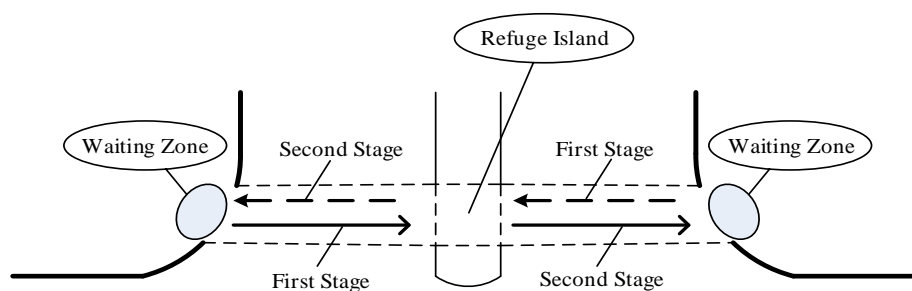 Refuge Island
Waiting Zone
Second Stage
First Stage
Waiting Zone
First Stage
Second Stage